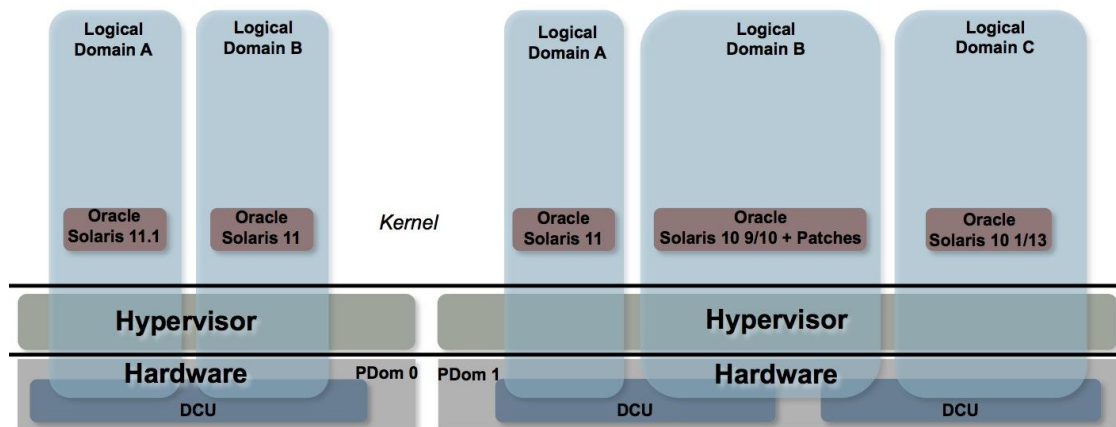 Logical
Domain A
Logical
Domain B
Logical
Domain A
Logical
Domain B
Logical
Domain C
Oracle
Solaris 11.1
Oracle
Solaris 11
Kernel
Oracle
Solaris 11
Oracle
Solaris 10 9/10 + Patches
Oracle
Solaris 10 1/13
Hypervisor
Hypervisor
Hardware
PDom 0
PDom 1
Hardware
DCU
DCU
DCU